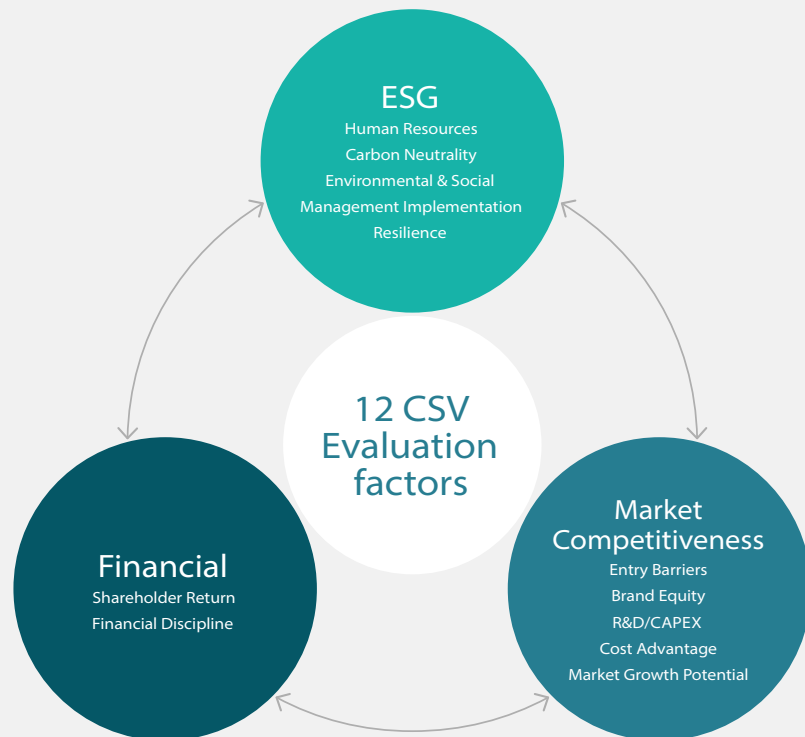 ESG
Human Resources
Carbon Neutrality
Environmental & Social
Management Implementation
Resilience
12 CSV
Evaluation
factors
Financial
Shareholder Return
Financial Discipline
Market
Competitiveness
Entry Barriers
Brand Equity
R&D/CAPEX
Cost Advantage
Market Growth Potential